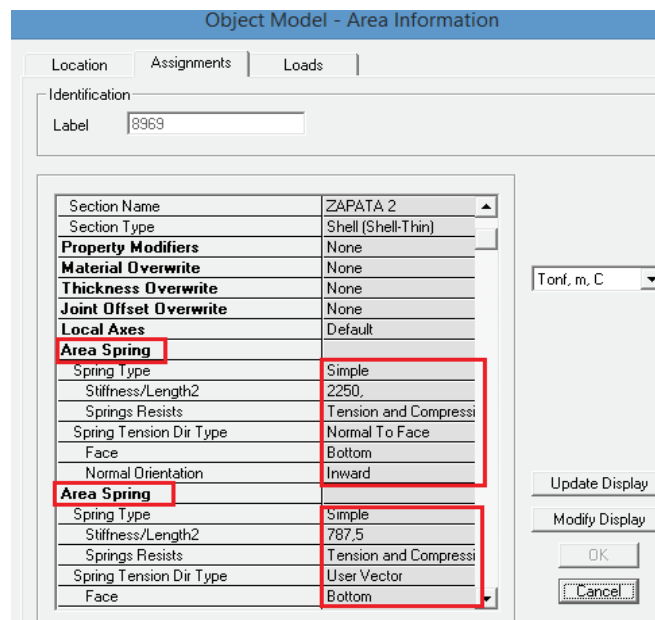 Object Model - Area Information
Location Assignments Loads
Identification
Label 8969
Section Name ZAPATA 2
Section Type Shell (Shell-Thin)
Property Modifiers None
Material Overwrite None
Thickness Overwrite None
Joint Offset Overwrite None
Local Axes Default
Area Spring
Spring Type Simple
Stiffness/Length2 2250,
Springs Resists Tension and Compressi
Spring Tension Dir Type Normal To Face
Face Bottom
Normal Orientation Inward
Area Spring
Spring Type Simple
Stiffness/Length2 787,5
Springs Resists Tension and Compressi
Spring Tension Dir Type User Vector
Face Bottom
Tonf, m, C
Update Display
Modify Display
OK
Cancel